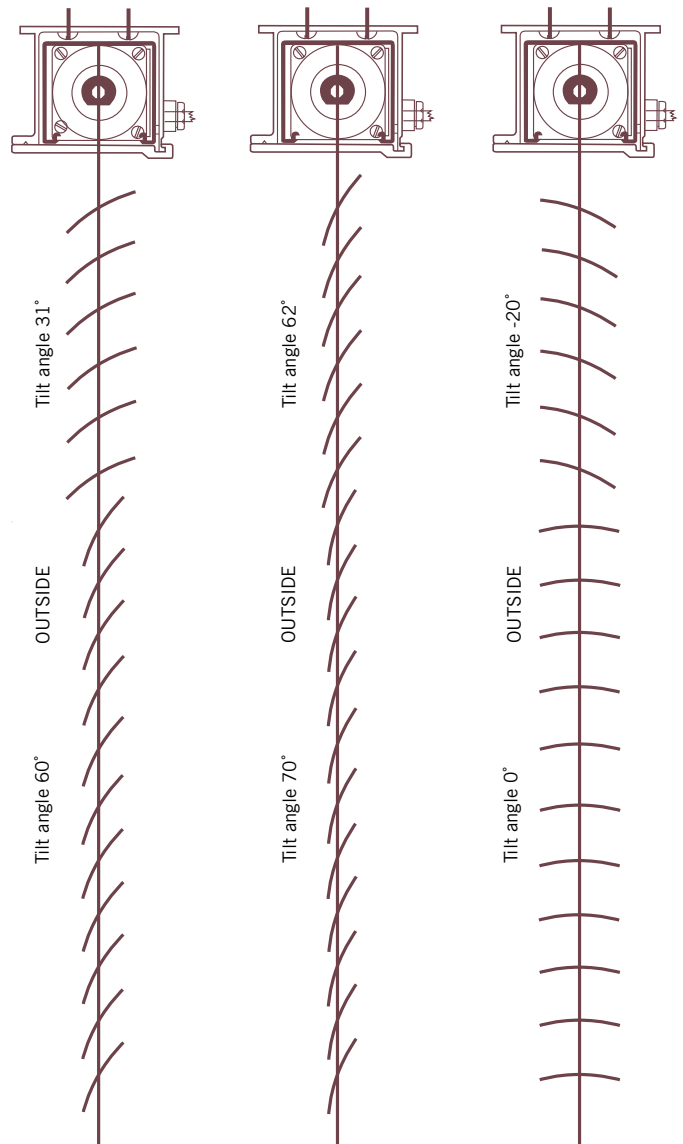 Tilt angle 31°
OUTSIDE
Tilt angle 60°
Tilt angle 62°
OUTSIDE
Tilt angle 70°
Tilt angle -20°
OUTSIDE
Tilt angle 0°